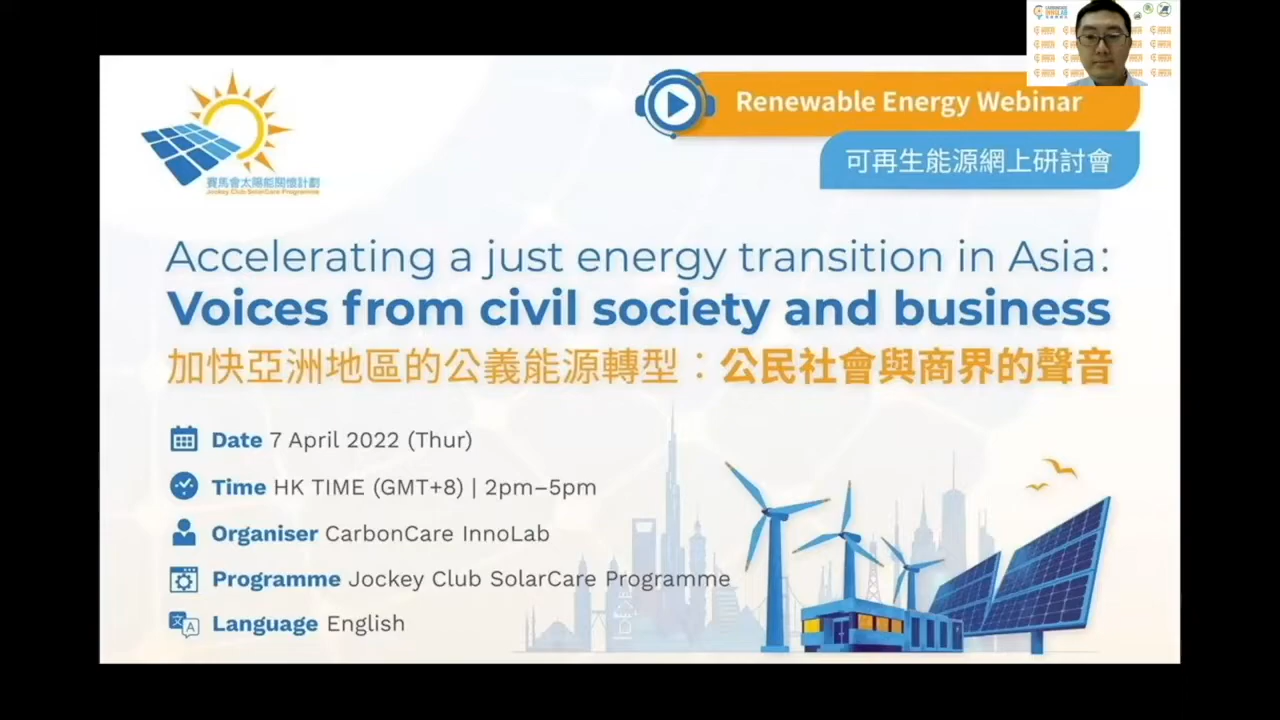 Renewable Energy Webinar
可再生能源網上研討會
賽馬會太陽能關懷計劃
Jockey Club SolarCare Programme
Accelerating a just energy transition in Asia:
Voices from civil society and business
加快亞洲地區的公義能源轉型：公民社會與商界的聲音
Date 7 April 2022 (Thur)
Time HK TIME (GMT+8) | 2pm–5pm
Organiser CarbonCare InnoLab
Programme Jockey Club SolarCare Programme
Language English